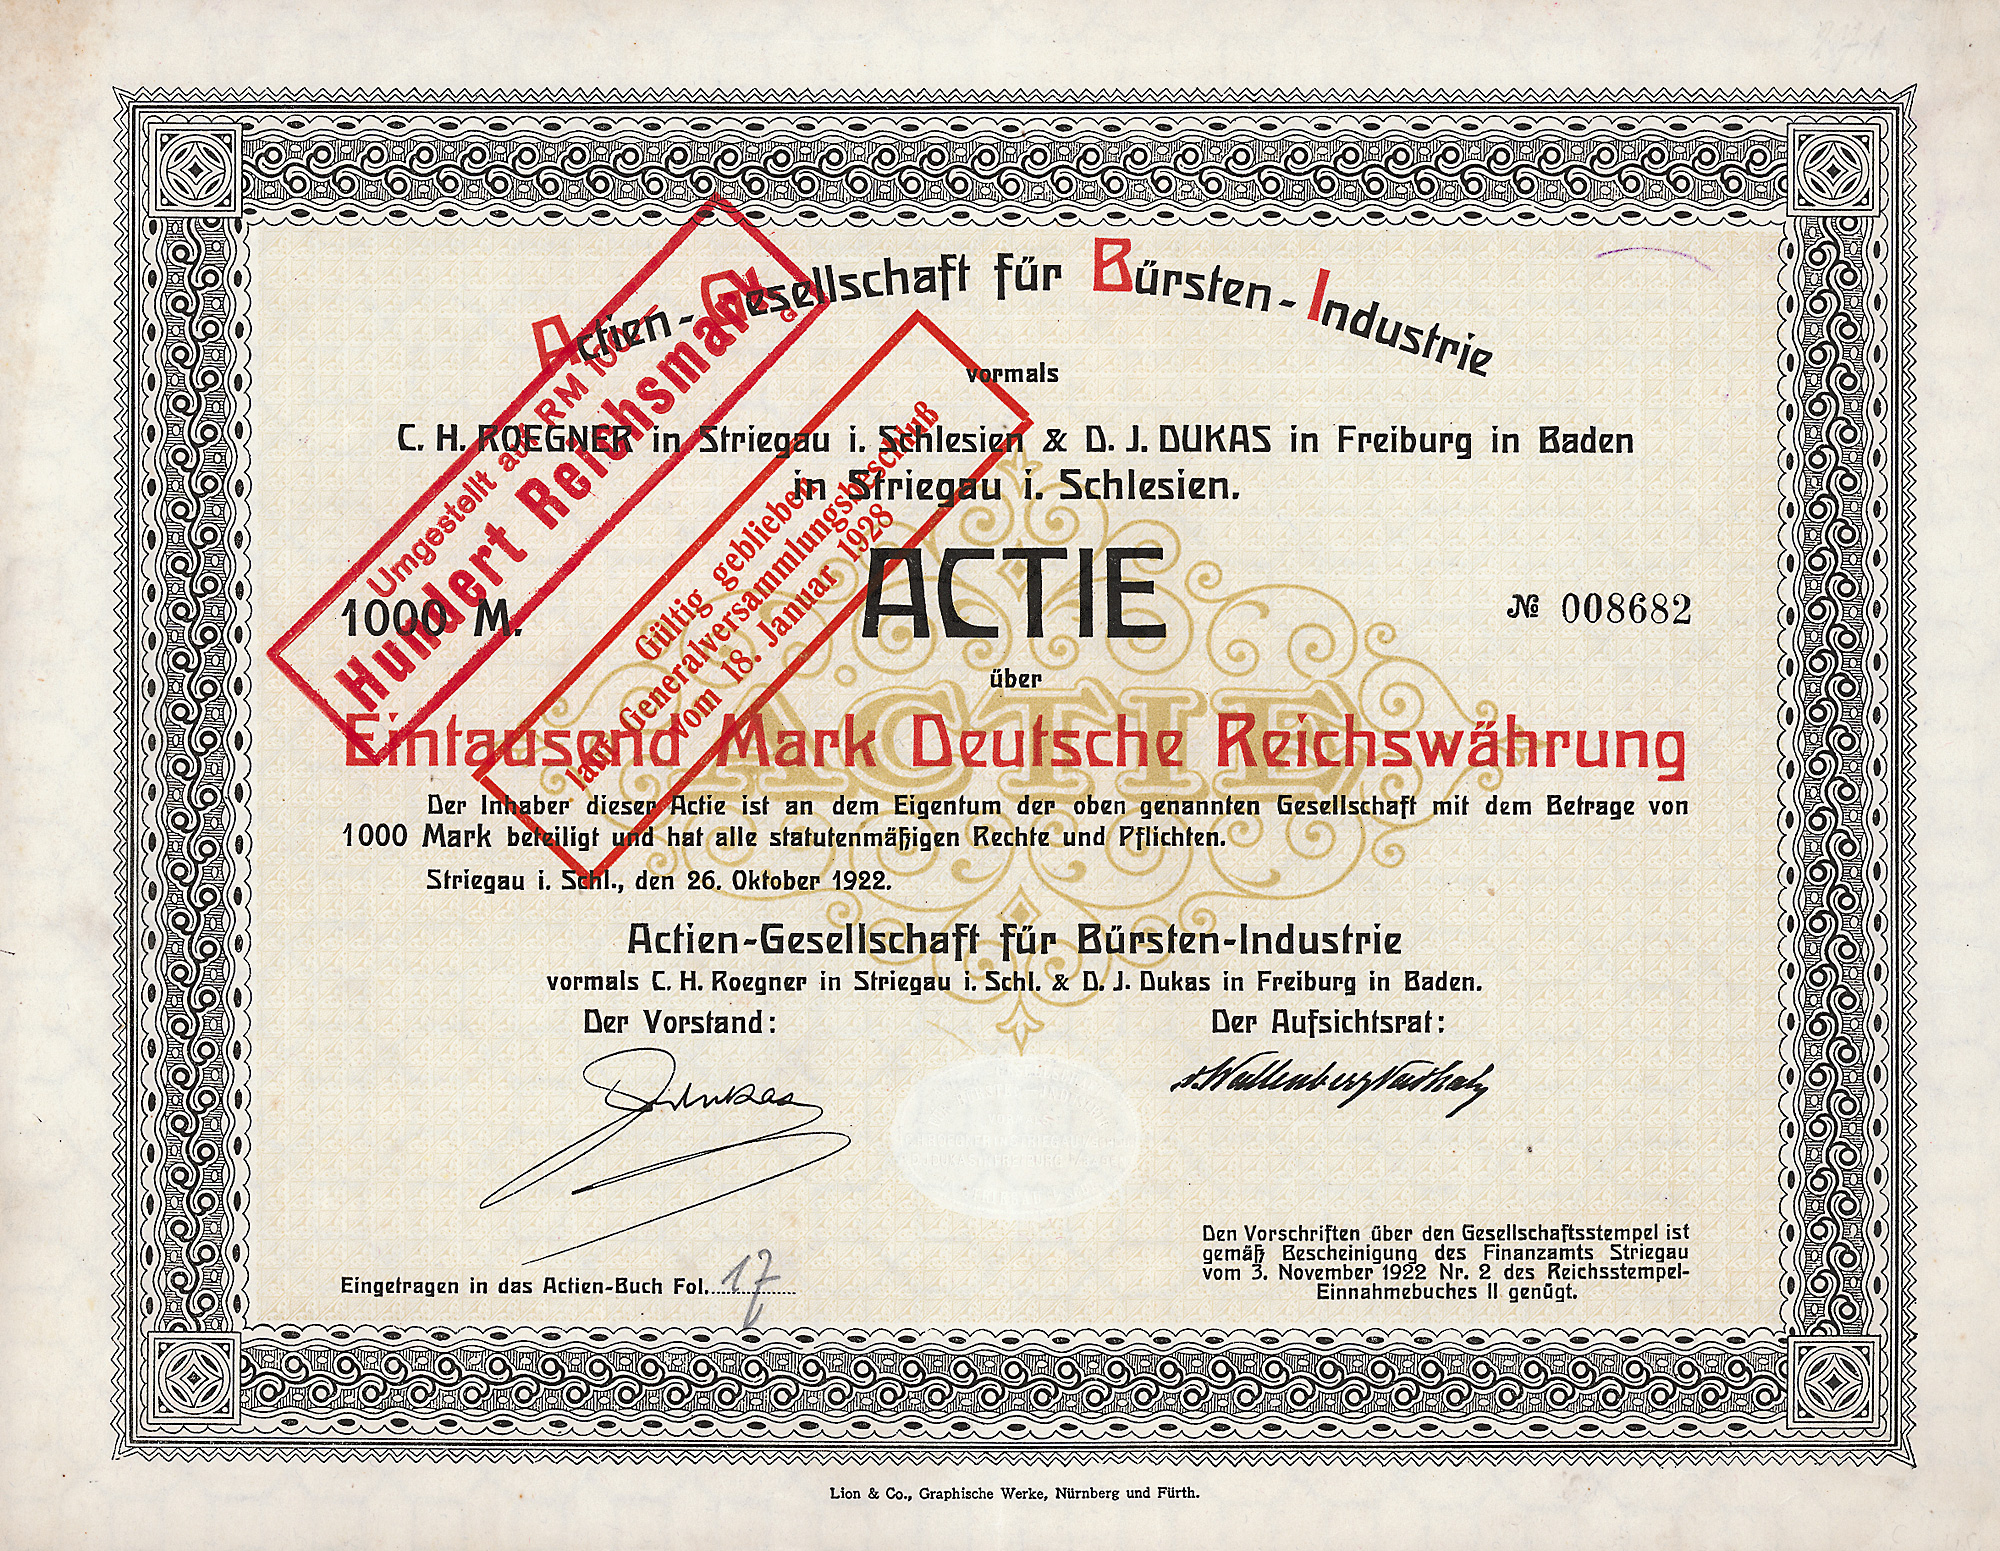 Actien-Gesellschaft für Bürsten-Industrie
vormals
C. H. ROEGNER in Striegau i. Schlesien & D. J. DUKAS in Freiburg in Baden
in Striegau i. Schlesien.
Umgestellt auf RM 100.—
Hundert Reichsmark
Gültig geblieben
laut Generalversammlungsbeschluß
vom 18. Januar 1928
1000 M.
ACTIE
№ 008682
über
ACTIE
Eintausend Mark Deutsche Reichswährung
Der Inhaber dieser Actie ist an dem Eigentum der oben genannten Gesellschaft mit dem Betrage von
1000 Mark beteiligt und hat alle statutenmäßigen Rechte und Pflichten.
Striegau i. Schl., den 26. Oktober 1922.
Actien-Gesellschaft für Bürsten-Industrie
vormals C. H. Roegner in Striegau i. Schl. & D. J. Dukas in Freiburg in Baden.
Der Vorstand:
Der Aufsichtsrat:
Dukas
Eingetragen in das Actien-Buch Fol. 17
Den Vorschriften über den Gesellschaftsstempel ist
gemäß Bescheinigung des Finanzamts Striegau
vom 3. November 1922 Nr. 2 des Reichsstempel-
Einnahmebuches II genügt.
Lion & Co., Graphische Werke, Nürnberg und Fürth.